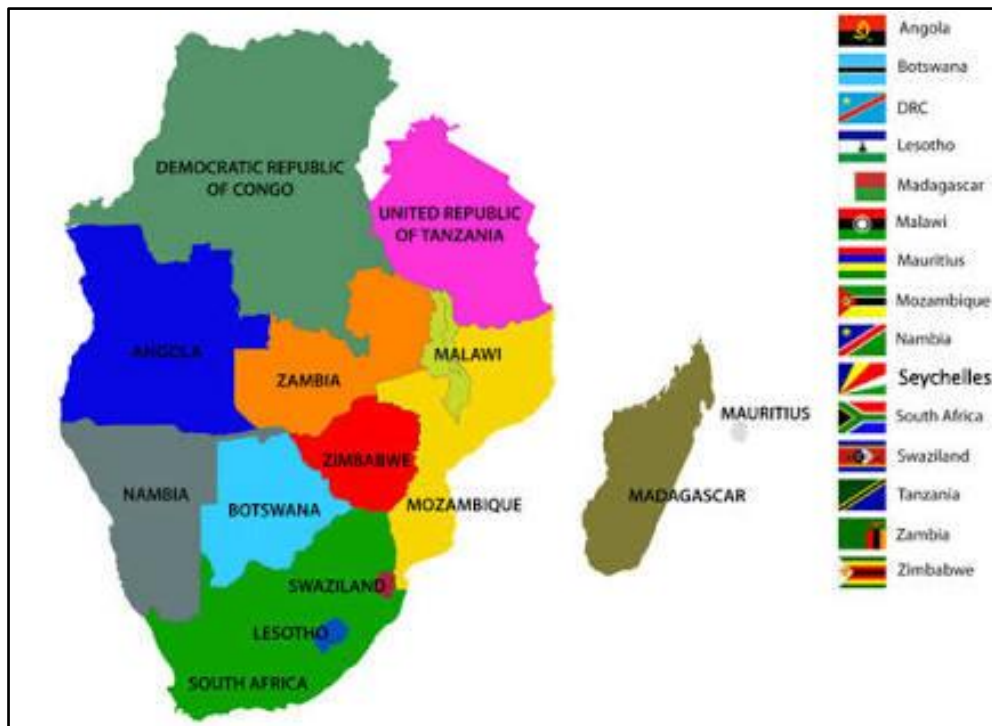 DEMOCRATIC REPUBLIC
OF CONGO
UNITED REPUBLIC
OF TANZANIA
ANGOLA
ZAMBIA
MALAWI
MAURITIUS
ZIMBABWE
NAMBIA
BOTSWANA
MOZAMBIQUE
MADAGASCAR
SWAZILAND
LESOTHO
SOUTH AFRICA
Angola
Botswana
DRC
Lesotho
Madagascar
Malawi
Mauritius
Mozambique
Nambia
Seychelles
South Africa
Swaziland
Tanzania
Zambia
Zimbabwe